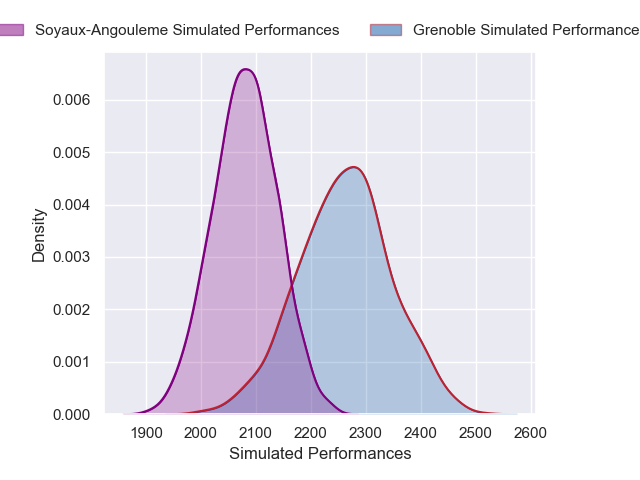 Soyaux-Angouleme Simulated Performances
Grenoble Simulated Performance
0.006
0.005
0.004
0.003
0.002
0.001
0.000
Density
1900 2000 2100 2200 2300 2400 2500 2600
Simulated Performances